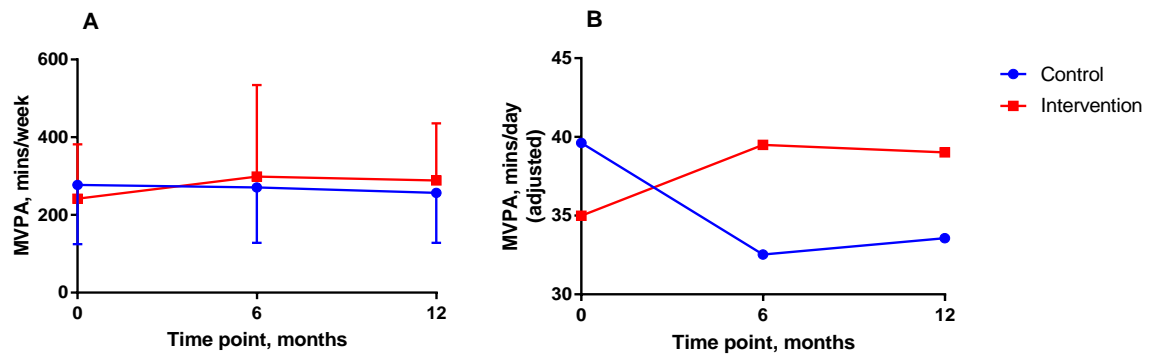 A
MVPA, mins/week
600
400
200
0
0
6
12
Time point, months
B
MVPA, mins/day
(adjusted)
45
40
35
30
0
6
12
Time point, months
Control
Intervention